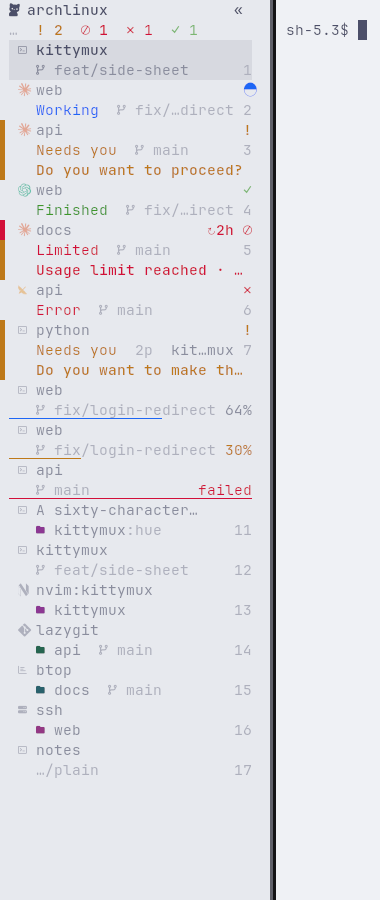 archlinux «
… ! 2 ⊘ 1 × 1 ✓ 1
kittymux
feat/side-sheet 1
web
Working fix/…direct 2
api !
Needs you main 3
Do you want to proceed?
web ✓
Finished fix/…irect 4
docs ↻2h ⊘
Limited main 5
Usage limit reached · …
api ×
Error main 6
python !
Needs you 2p kit…mux 7
Do you want to make th…
web
fix/login-redirect 64%
web
fix/login-redirect 30%
api
main failed
A sixty-character…
kittymux:hue 11
kittymux
feat/side-sheet 12
nvim:kittymux
kittymux 13
lazygit
api main 14
btop
docs main 15
ssh
web 16
notes
…/plain 17
sh-5.3$